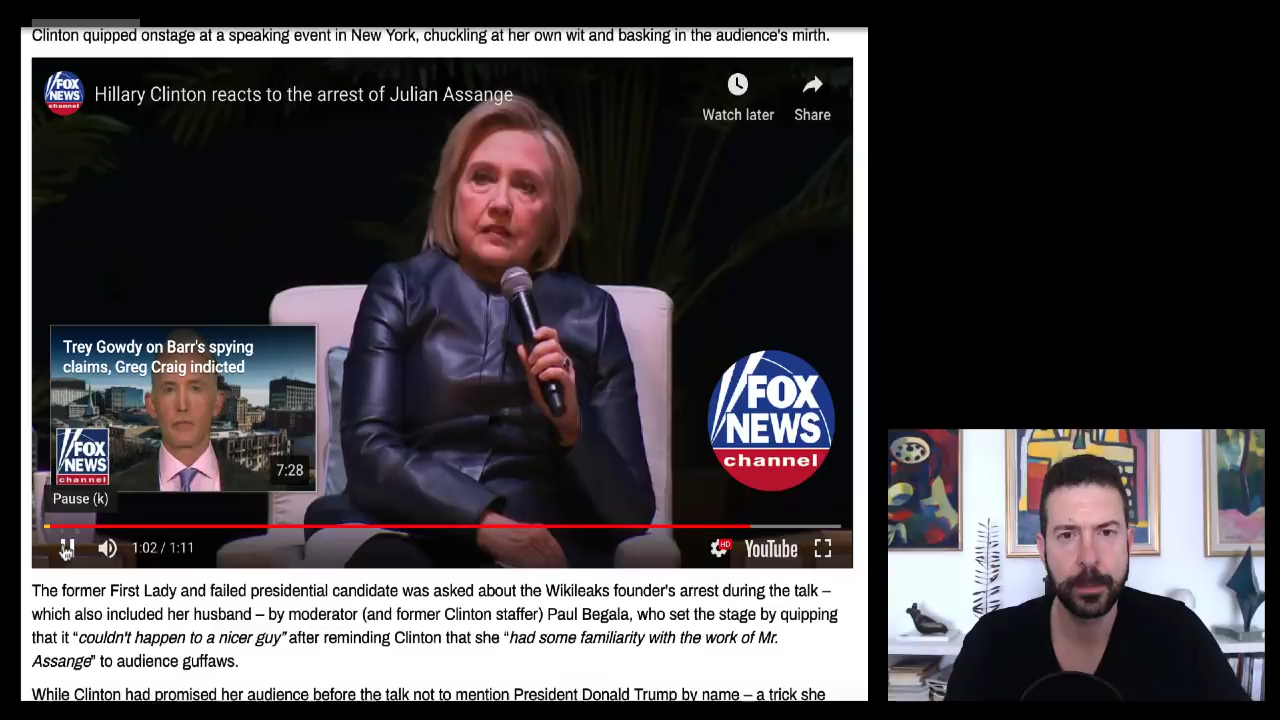 Clinton quipped onstage at a speaking event in New York, chuckling at her own wit and basking in the audience's mirth.
FOX
NEWS
channel
Hillary Clinton reacts to the arrest of Julian Assange
Watch later
Share
Trey Gowdy on Barr's spying
claims, Greg Craig indicted
FOX
NEWS
channel
7:28
FOX
NEWS
channel
Pause (k)
1:02 / 1:11
HD
YouTube
The former First Lady and failed presidential candidate was asked about the Wikileaks founder's arrest during the talk –
which also included her husband – by moderator (and former Clinton staffer) Paul Begala, who set the stage by quipping
that it “couldn't happen to a nicer guy” after reminding Clinton that she “had some familiarity with the work of Mr.
Assange” to audience guffaws.
While Clinton had promised her audience before the talk not to mention President Donald Trump by name – a trick she